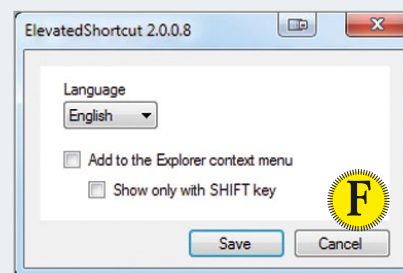 ElevatedShortcut 2.0.0.8
Language
English
Add to the Explorer context menu
Show only with SHIFT key
F
Save
Cancel